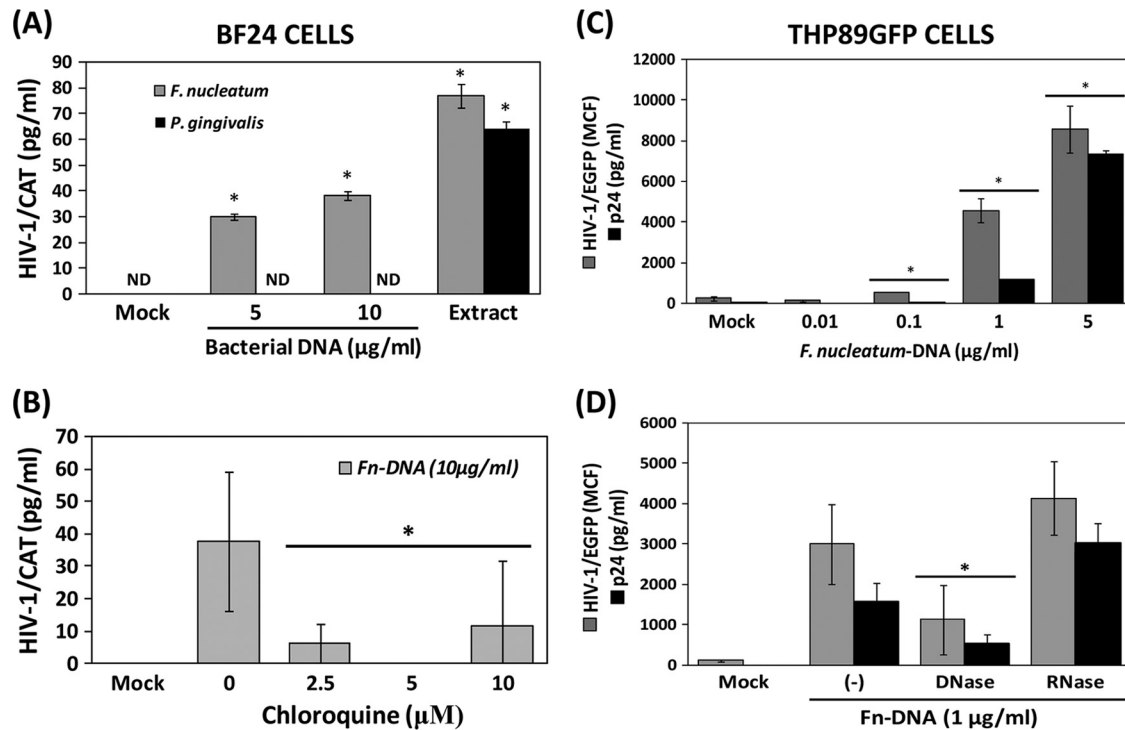 (A)
BF24 CELLS
HIV-1/CAT (pg/ml)
90
80
70
60
50
40
30
20
10
0
F. nucleatum
P. gingivalis
*
*
*
*
ND
ND
ND
Mock
5
10
Extract
Bacterial DNA (µg/ml)
(B)
HIV-1/CAT (pg/ml)
70
60
50
40
30
20
10
0
Fn-DNA (10µg/ml)
*
Mock
0
2.5
5
10
Chloroquine (µM)
(C)
THP89GFP CELLS
HIV-1/EGFP (MCF)
p24 (pg/ml)
12000
10000
8000
6000
4000
2000
0
*
*
*
Mock
0.01
0.1
1
5
F. nucleatum-DNA (µg/ml)
(D)
HIV-1/EGFP (MCF)
p24 (pg/ml)
6000
5000
4000
3000
2000
1000
0
*
Mock
(-)
DNase
RNase
Fn-DNA (1 µg/ml)